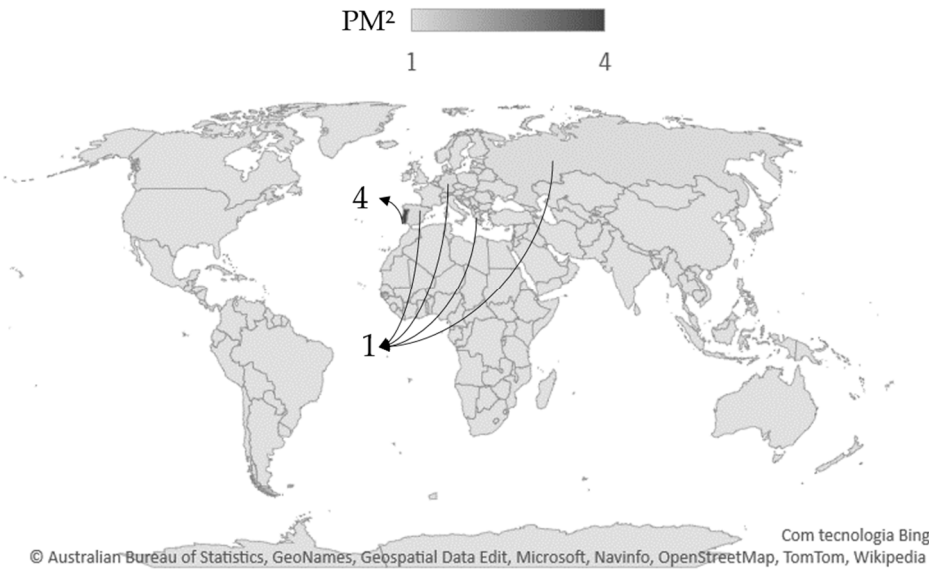 PM²
1 4
4
1
Com tecnologia Bing
© Australian Bureau of Statistics, GeoNames, Geospatial Data Edit, Microsoft, Navinfo, OpenStreetMap, TomTom, Wikipedia